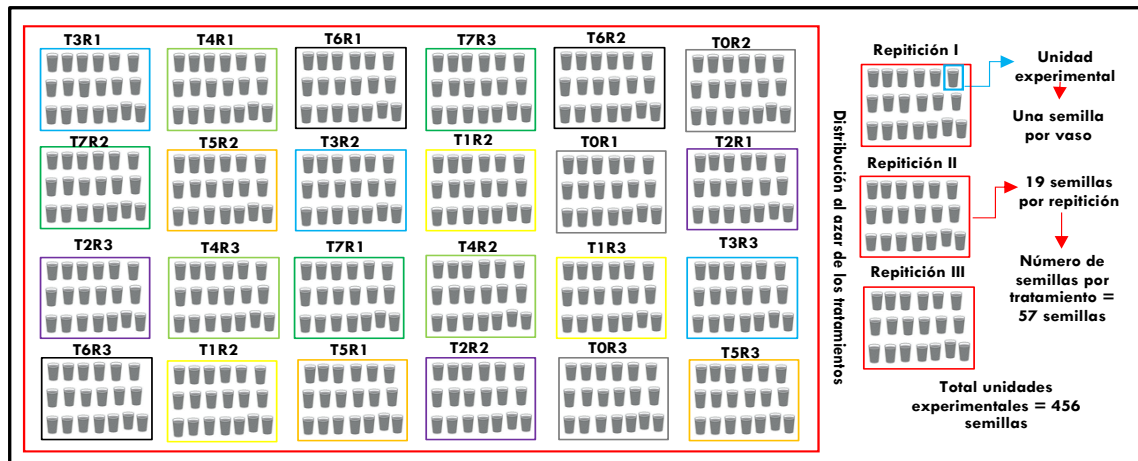 T3R1
T4R1
T6R1
T7R3
T6R2
T0R2
T7R2
T5R2
T3R2
T1R2
T0R1
T2R1
T2R3
T4R3
T7R1
T4R2
T1R3
T3R3
T6R3
T1R2
T5R1
T2R2
T0R3
T5R3
Distribución al azar de los tratamientos
Repitición I
Unidad
experimental
Una semilla
por vaso
Repitición II
19 semillas
por repitición
Repitición III
Número de
semillas por
tratamiento =
57 semillas
Total unidades
experimentales = 456
semillas